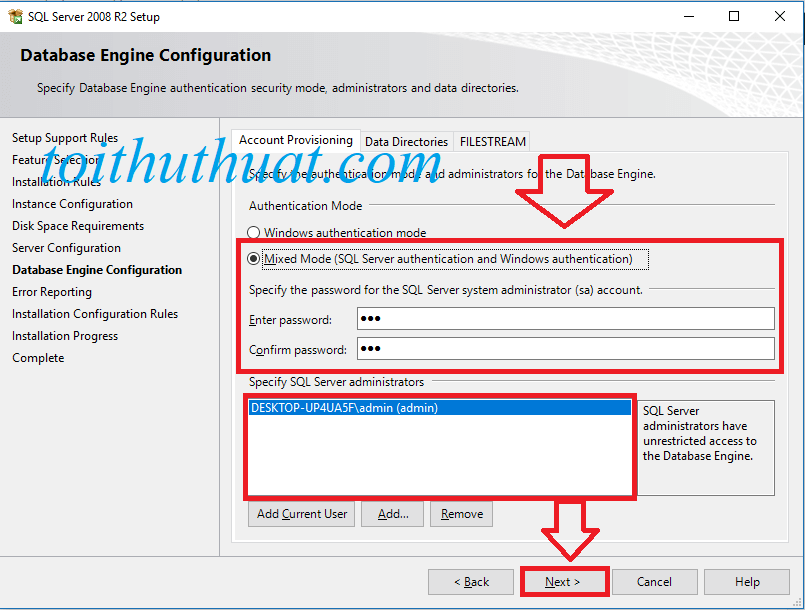 SQL Server 2008 R2 Setup
Database Engine Configuration
Specify Database Engine authentication security mode, administrators and data directories.
Setup Support Rules
Feature Selection
Installation Rules
Instance Configuration
Disk Space Requirements
Server Configuration
Database Engine Configuration
Error Reporting
Installation Configuration Rules
Installation Progress
Complete
toithuthuat.com
Account Provisioning Data Directories FILESTREAM
Specify the authentication mode and administrators for the Database Engine.
Authentication Mode
Windows authentication mode
Mixed Mode (SQL Server authentication and Windows authentication)
Specify the password for the SQL Server system administrator (sa) account.
Enter password: ●●●
Confirm password: ●●●
Specify SQL Server administrators
DESKTOP-UP4UA5F\admin (admin)
SQL Server
administrators have
unrestricted access to
the Database Engine.
Add Current User Add... Remove
< Back Next > Cancel Help